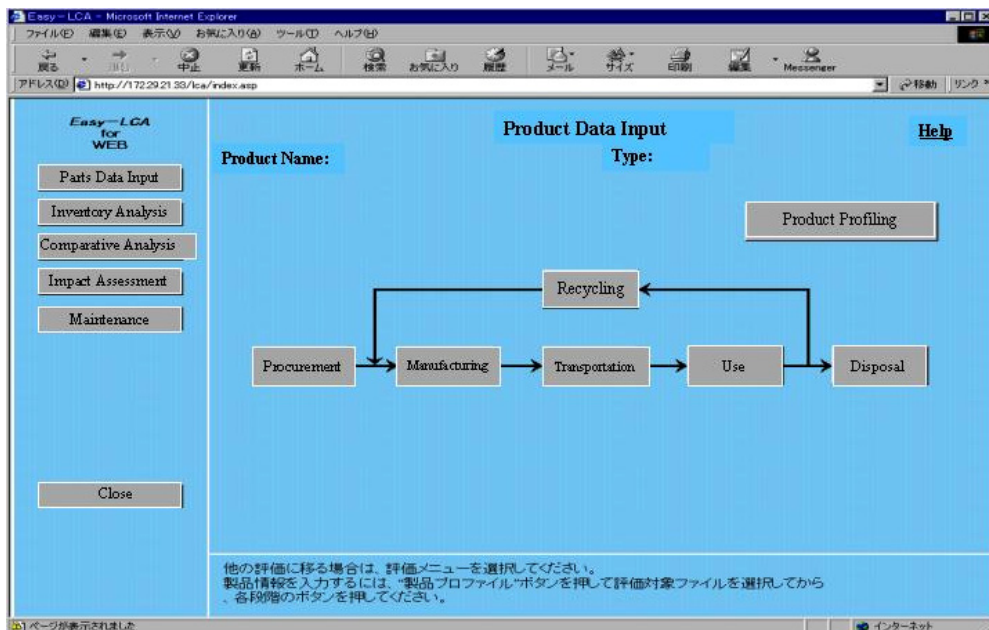 Easy-LCA - Microsoft Internet Explorer
ファイル(F) 編集(E) 表示(V) お気に入り(A) ツール(T) ヘルプ(H)
戻る 中止 更新 ホーム 検索 お気に入り 履歴 メール サイズ 印刷 編集 Messenger
アドレス(D) http://172.29.21.33/lca/index.asp 移動 リンク »
Easy-LCA
for
WEB
Parts Data Input
Inventory Analysis
Comparative Analysis
Impact Assessment
Maintenance
Close
Product Data Input
Help
Product Name: Type:
Product Profiling
Recycling
Procurement Manufacturing Transportation Use Disposal
他の評価に移る場合は、評価メニューを選択してください。
製品情報を入力するには、"製品プロファイル"ボタンを押して評価対象ファイルを選択してから
、各段階のボタンを押してください。
ページが表示されました インターネット